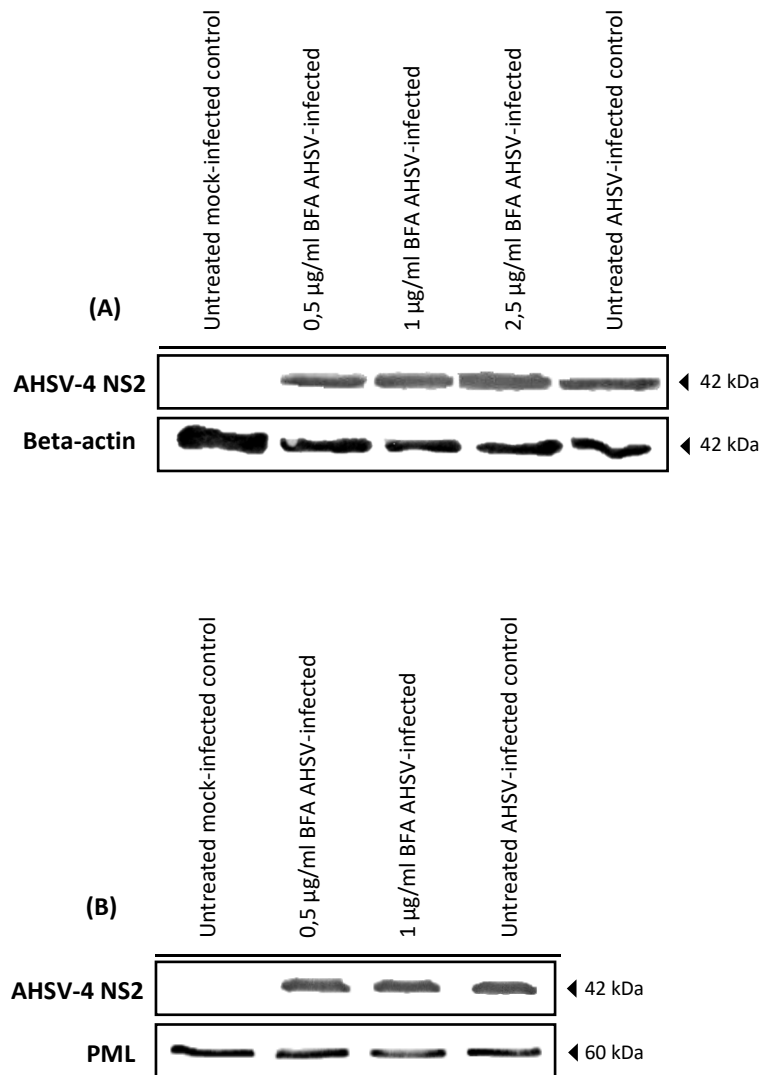 Untreated mock-infected control
0,5 µg/ml BFA AHSV-infected
1 µg/ml BFA AHSV-infected
2,5 µg/ml BFA AHSV-infected
Untreated AHSV-infected control
(A)
AHSV-4 NS2
42 kDa
Beta-actin
42 kDa
Untreated mock-infected control
0,5 µg/ml BFA AHSV-infected
1 µg/ml BFA AHSV-infected
Untreated AHSV-infected control
(B)
AHSV-4 NS2
42 kDa
PML
60 kDa